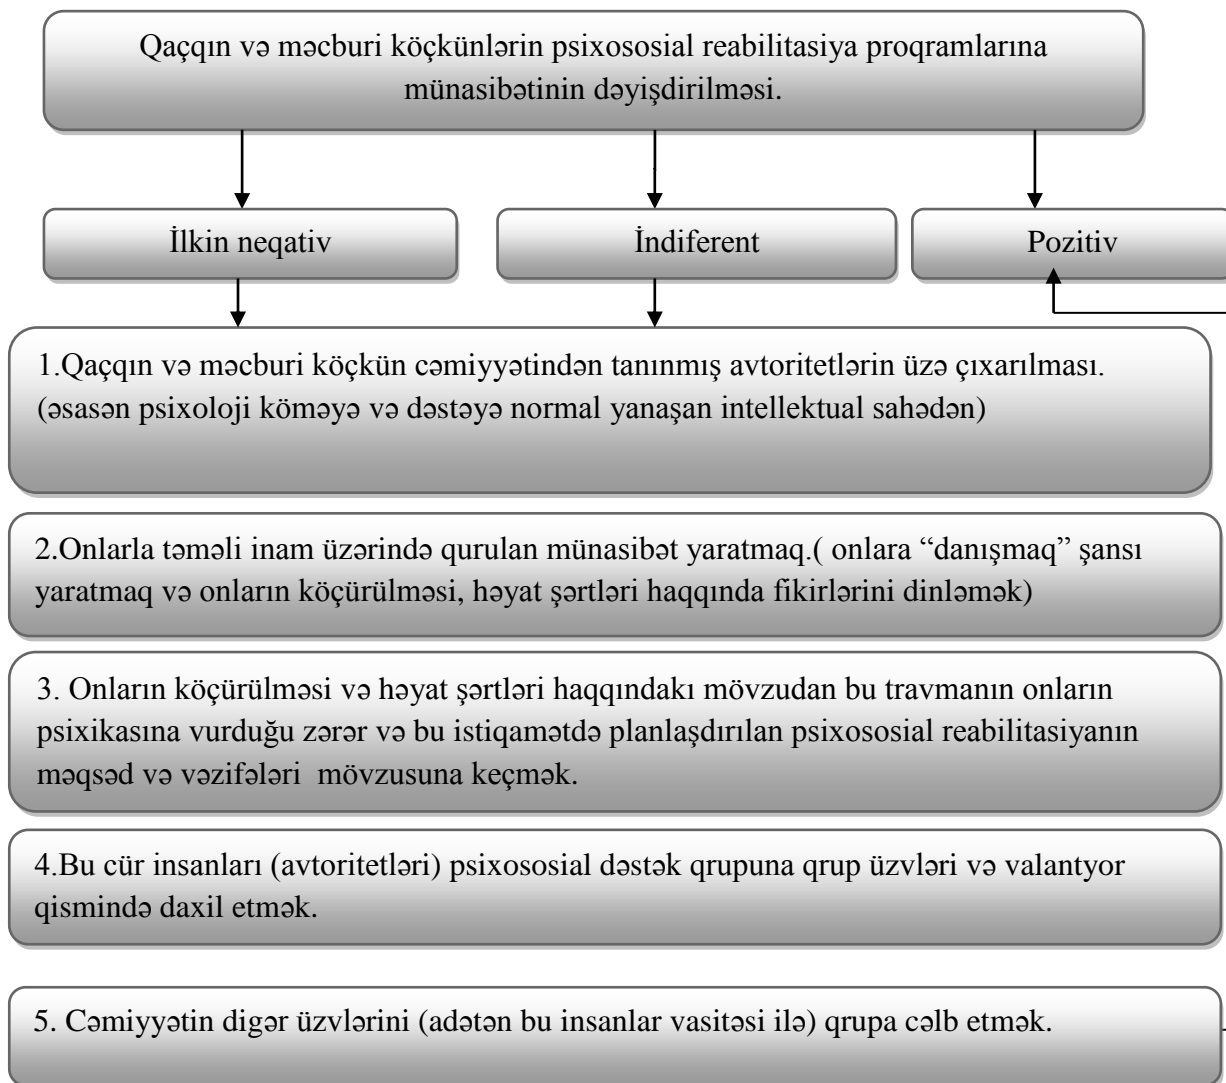 Qaçqın və məcburi köçkünlərin psixososial reabilitasiya proqramlarına
münasibətinin dəyişdirilməsi.
İlkin neqativ
İndiferent
Pozitiv
1.Qaçqın və məcburi köçkün cəmiyyətindən tanınmış avtoritetlərin üzə çıxarılması.
(əsasən psixoloji köməyə və dəstəyə normal yanaşan intellektual sahədən)
2.Onlarla təməli inam üzərində qurulan münasibət yaratmaq.( onlara “danışmaq” şansı
yaratmaq və onların köçürülməsi, həyat şərtləri haqqında fikirlərini dinləmək)
3. Onların köçürülməsi və həyat şərtləri haqqındakı mövzudan bu travmanın onların
psixikasına vurduğu zərər və bu istiqamətdə planlaşdırılan psixososial reabilitasiyanın
məqsəd və vəzifələri  mövzusuna keçmək.
4.Bu cür insanları (avtoritetləri) psixososial dəstək qrupuna qrup üzvləri və valantyor
qismində daxil etmək.
5. Cəmiyyətin digər üzvlərini (adətən bu insanlar vasitəsi ilə) qrupa cəlb etmək.